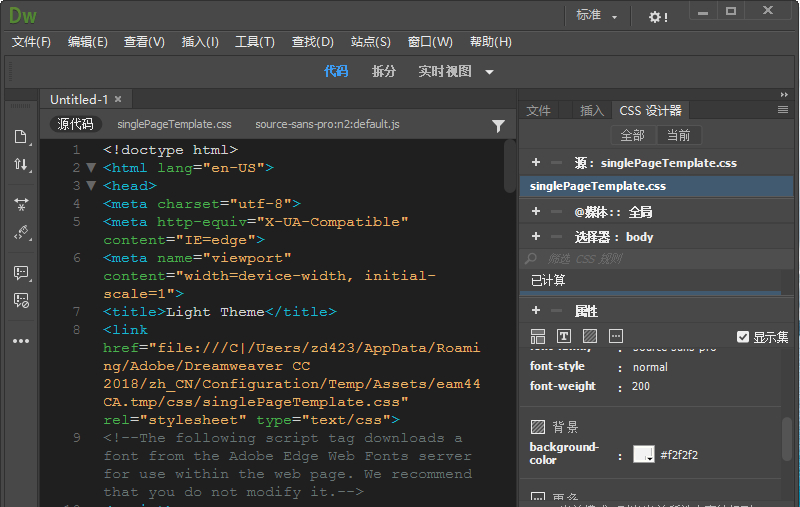 Dw
标准
文件(F) 编辑(E) 查看(V) 插入(I) 工具(T) 查找(D) 站点(S) 窗口(W) 帮助(H)
代码 拆分 实时视图
Untitled-1 ×
源代码 singlePageTemplate.css source-sans-pro:n2:default.js
1 <!doctype html>
2 <html lang="en-US">
3 <head>
4 <meta charset="utf-8">
5 <meta http-equiv="X-UA-Compatible"
content="IE=edge">
6 <meta name="viewport"
content="width=device-width, initial-
scale=1">
7 <title>Light Theme</title>
8 <link
href="file:///C|/Users/zd423/AppData/Roami
ng/Adobe/Dreamweaver CC
2018/zh_CN/Configuration/Temp/Assets/eam44
CA.tmp/css/singlePageTemplate.css"
rel="stylesheet" type="text/css">
9 <!--The following script tag downloads a
font from the Adobe Edge Web Fonts server
for use within the web page. We recommend
that you do not modify it.-->
文件 插入 CSS 设计器
全部 当前
源 : singlePageTemplate.css
singlePageTemplate.css
@媒体 : : 全局
选择器 : body
筛选 CSS 规则
已计算
属性
显示集
font-family : source-sans-pro
font-style : normal
font-weight : 200
背景
background-
color : #f2f2f2
更多